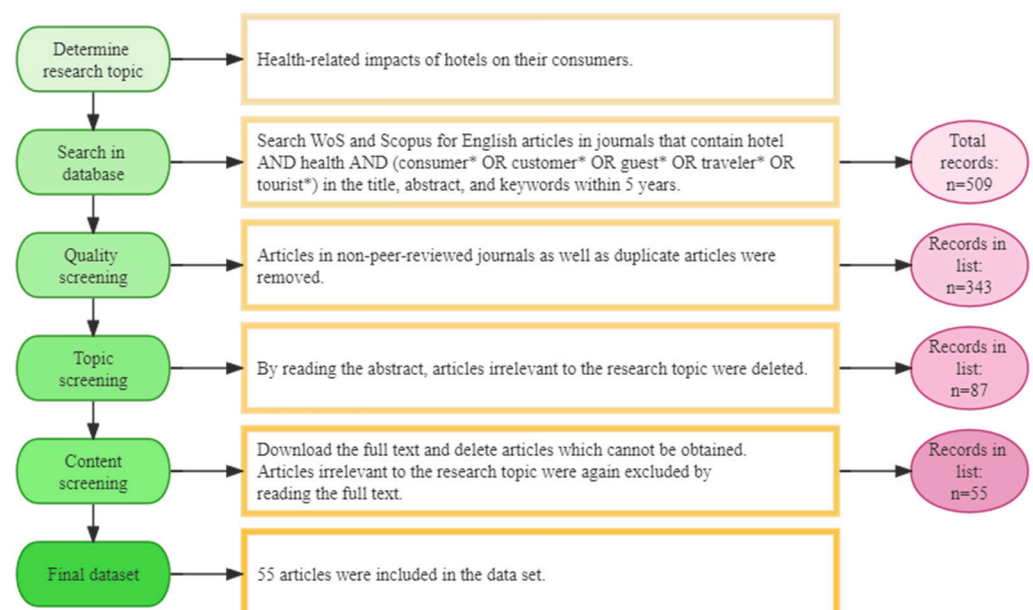 Determine
research topic
Health-related impacts of hotels on their consumers.
Search in
database
Search WoS and Scopus for English articles in journals that contain hotel
AND health AND (consumer* OR customer* OR guest* OR traveler* OR
tourist*) in the title, abstract, and keywords within 5 years.
Total
records:
n=509
Quality
screening
Articles in non-peer-reviewed journals as well as duplicate articles were
removed.
Records in
list:
n=343
Topic
screening
By reading the abstract, articles irrelevant to the research topic were deleted.
Records in
list:
n=87
Content
screening
Download the full text and delete articles which cannot be obtained.
Articles irrelevant to the research topic were again excluded by
reading the full text.
Records in
list:
n=55
Final dataset
55 articles were included in the data set.